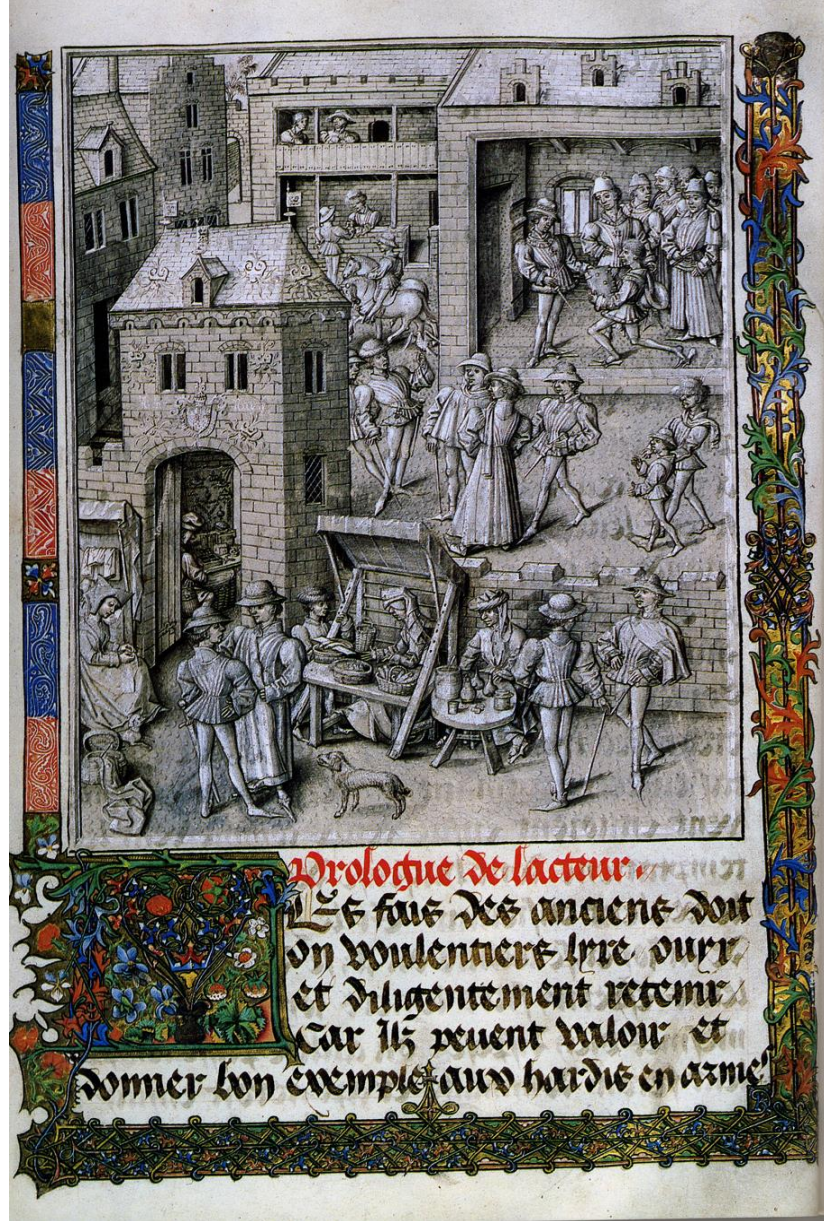 Prologue de lacteur.
Les fais des anciens doit
on voulentiers lyre ouyr
et diligentement retenir
Car Ilz peuent valoir et
donner bon exemple aux hardis en armes